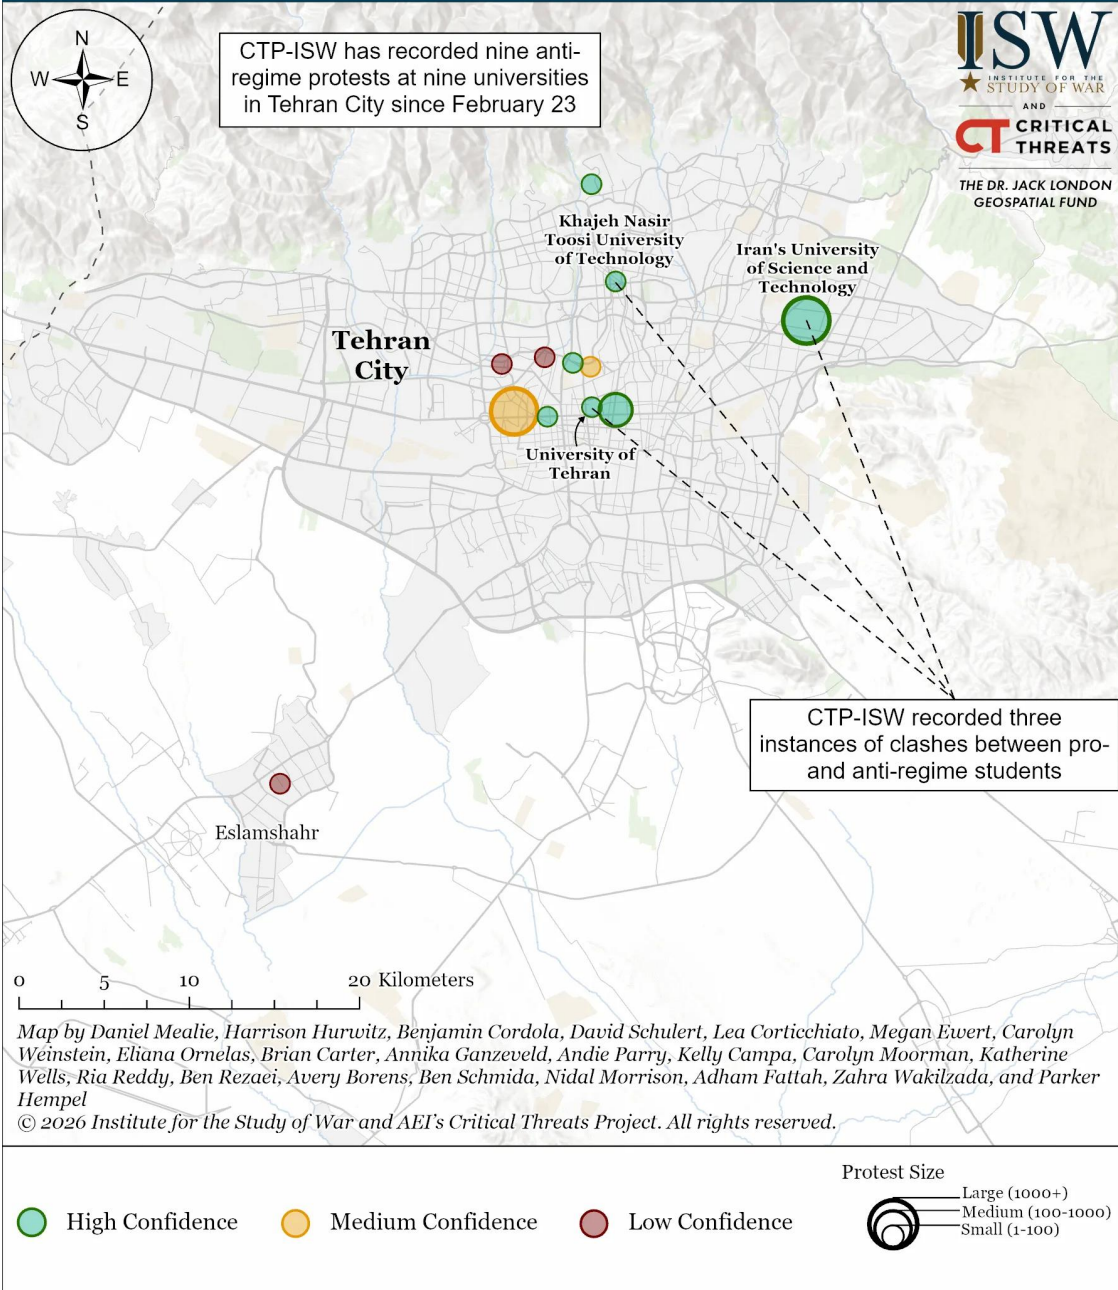 N
W
E
S
CTP-ISW has recorded nine anti-
regime protests at nine universities
in Tehran City since February 23
ISW
INSTITUTE FOR THE
STUDY OF WAR
AND
CT CRITICAL
THREATS
THE DR. JACK LONDON
GEOSPATIAL FUND
Khajeh Nasir
Toosi University
of Technology
Iran's University
of Science and
Technology
Tehran
City
University of
Tehran
CTP-ISW recorded three
instances of clashes between pro-
and anti-regime students
Eslamshahr
0 5 10 20 Kilometers
Map by Daniel Mealie, Harrison Hurwitz, Benjamin Cordola, David Schulert, Lea Corticchiato, Megan Ewert, Carolyn
Weinstein, Eliana Ornelas, Brian Carter, Annika Ganzeveld, Andie Parry, Kelly Campa, Carolyn Moorman, Katherine
Wells, Ria Reddy, Ben Rezaei, Avery Borens, Ben Schmida, Nidal Morrison, Adham Fattah, Zahra Wakilzada, and Parker
Hempel
© 2026 Institute for the Study of War and AEI's Critical Threats Project. All rights reserved.
High Confidence
Medium Confidence
Low Confidence
Protest Size
Large (1000+)
Medium (100-1000)
Small (1-100)